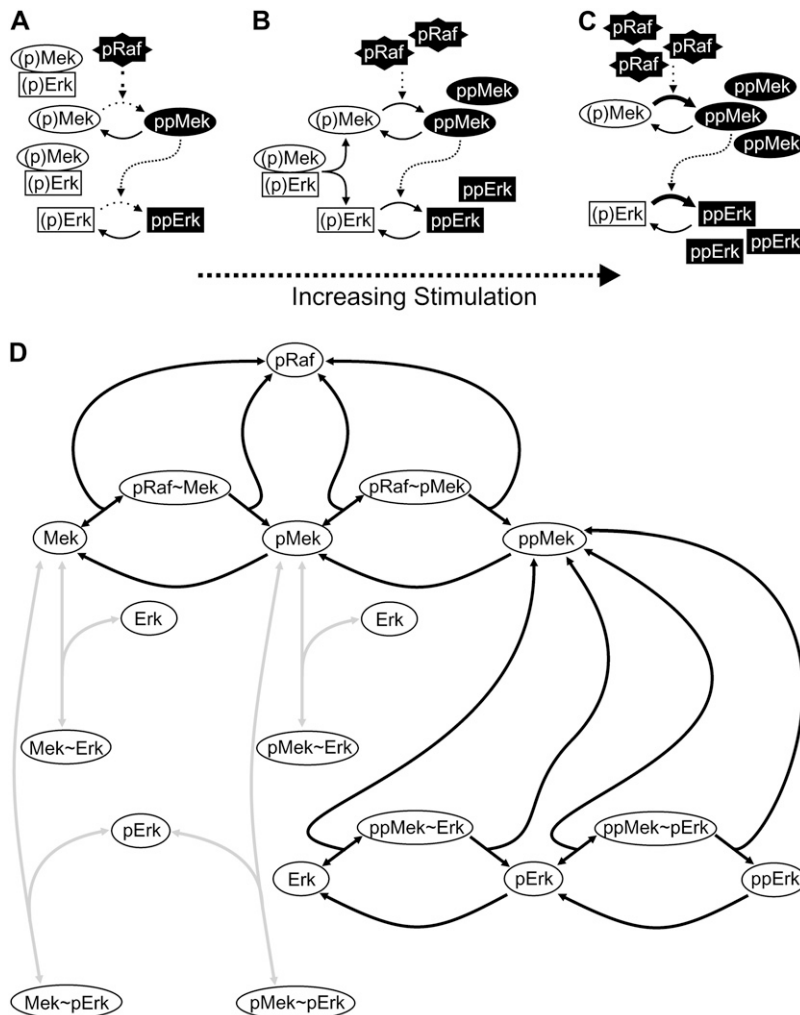 A
(p)Mek
(p)Erk
pRaf
(p)Mek
ppMek
(p)Mek
(p)Erk
(p)Erk
ppErk
B
pRaf
pRaf
ppMek
(p)Mek
ppMek
(p)Mek
(p)Erk
ppErk
(p)Erk
ppErk
C
pRaf
pRaf
pRaf
ppMek
(p)Mek
ppMek
ppMek
(p)Erk
ppErk
ppErk
ppErk
Increasing Stimulation
D
pRaf
pRaf~Mek
pRaf~pMek
Mek
pMek
ppMek
Erk
Erk
Mek~Erk
pMek~Erk
pErk
ppMek~Erk
ppMek~pErk
Erk
pErk
ppErk
Mek~pErk
pMek~pErk